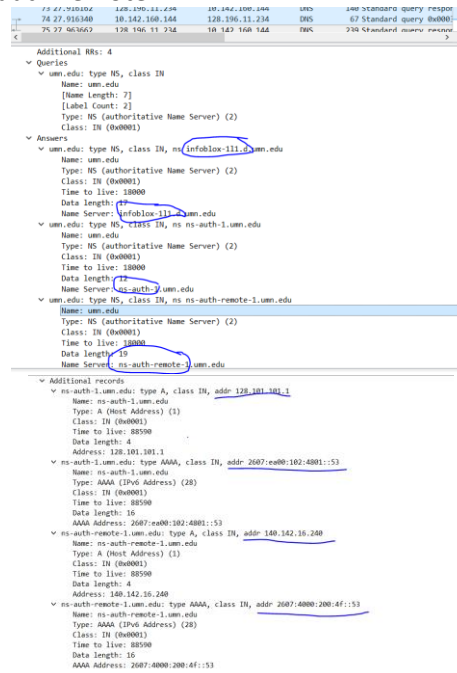 73 27.916162 128.196.11.234 10.142.160.144 DNS 140 Standard query respor
74 27.916340 10.142.160.144 128.196.11.234 DNS 67 Standard query 0x000
75 27.963662 128.196.11.234 10.142.160.144 DNS 239 Standard query respor
Additional RRs: 4
Queries
umn.edu: type NS, class IN
Name: umn.edu
[Name Length: 7]
[Label Count: 2]
Type: NS (authoritative Name Server) (2)
Class: IN (0x0001)
Answers
umn.edu: type NS, class IN, ns infoblox-111.d.umn.edu
Name: umn.edu
Type: NS (authoritative Name Server) (2)
Class: IN (0x0001)
Time to live: 18000
Data length: 17
Name Server: infoblox-111.d.umn.edu
umn.edu: type NS, class IN, ns ns-auth-1.umn.edu
Name: umn.edu
Type: NS (authoritative Name Server) (2)
Class: IN (0x0001)
Time to live: 18000
Data length: 12
Name Server: ns-auth-1.umn.edu
umn.edu: type NS, class IN, ns ns-auth-remote-1.umn.edu
Name: umn.edu
Type: NS (authoritative Name Server) (2)
Class: IN (0x0001)
Time to live: 18000
Data length: 19
Name Server: ns-auth-remote-1.umn.edu
Additional records
ns-auth-1.umn.edu: type A, class IN, addr 128.101.101.1
Name: ns-auth-1.umn.edu
Type: A (Host Address) (1)
Class: IN (0x0001)
Time to live: 88590
Data length: 4
Address: 128.101.101.1
ns-auth-1.umn.edu: type AAAA, class IN, addr 2607:ea00:102:4801::53
Name: ns-auth-1.umn.edu
Type: AAAA (IPv6 Address) (28)
Class: IN (0x0001)
Time to live: 88590
Data length: 16
AAAA Address: 2607:ea00:102:4801::53
ns-auth-remote-1.umn.edu: type A, class IN, addr 140.142.16.240
Name: ns-auth-remote-1.umn.edu
Type: A (Host Address) (1)
Class: IN (0x0001)
Time to live: 88590
Data length: 4
Address: 140.142.16.240
ns-auth-remote-1.umn.edu: type AAAA, class IN, addr 2607:4000:200:4f::53
Name: ns-auth-remote-1.umn.edu
Type: AAAA (IPv6 Address) (28)
Class: IN (0x0001)
Time to live: 88590
Data length: 16
AAAA Address: 2607:4000:200:4f::53